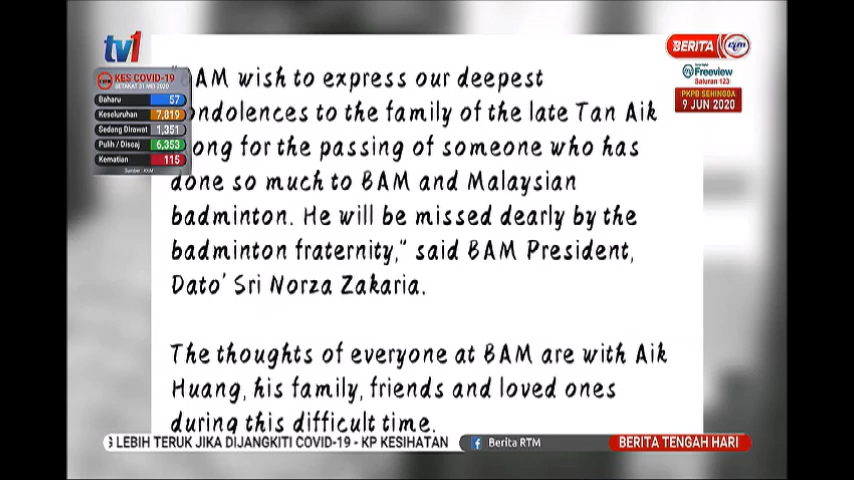 tv1
KES COVID-19
SETAKAT 31 MEI 2020
Baharu 57
Keseluruhan 7,819
Sedang Dirawat 1,351
Pulih / Discaj 6,353
Kematian 115
Sumber : KKM
BERITA rtm
Freeview
Saluran 123
PKPB SEHINGGA
9 JUN 2020
AM wish to express our deepest
ondolences to the family of the late Tan Aik
ong for the passing of someone who has
done so much to BAM and Malaysian
badminton. He will be missed dearly by the
badminton fraternity," said BAM President,
Dato' Sri Norza Zakaria.
The thoughts of everyone at BAM are with Aik
Huang, his family, friends and loved ones
during this difficult time.
LEBIH TERUK JIKA DIJANGKITI COVID-19 - KP KESIHATAN
Berita RTM
BERITA TENGAH HARI